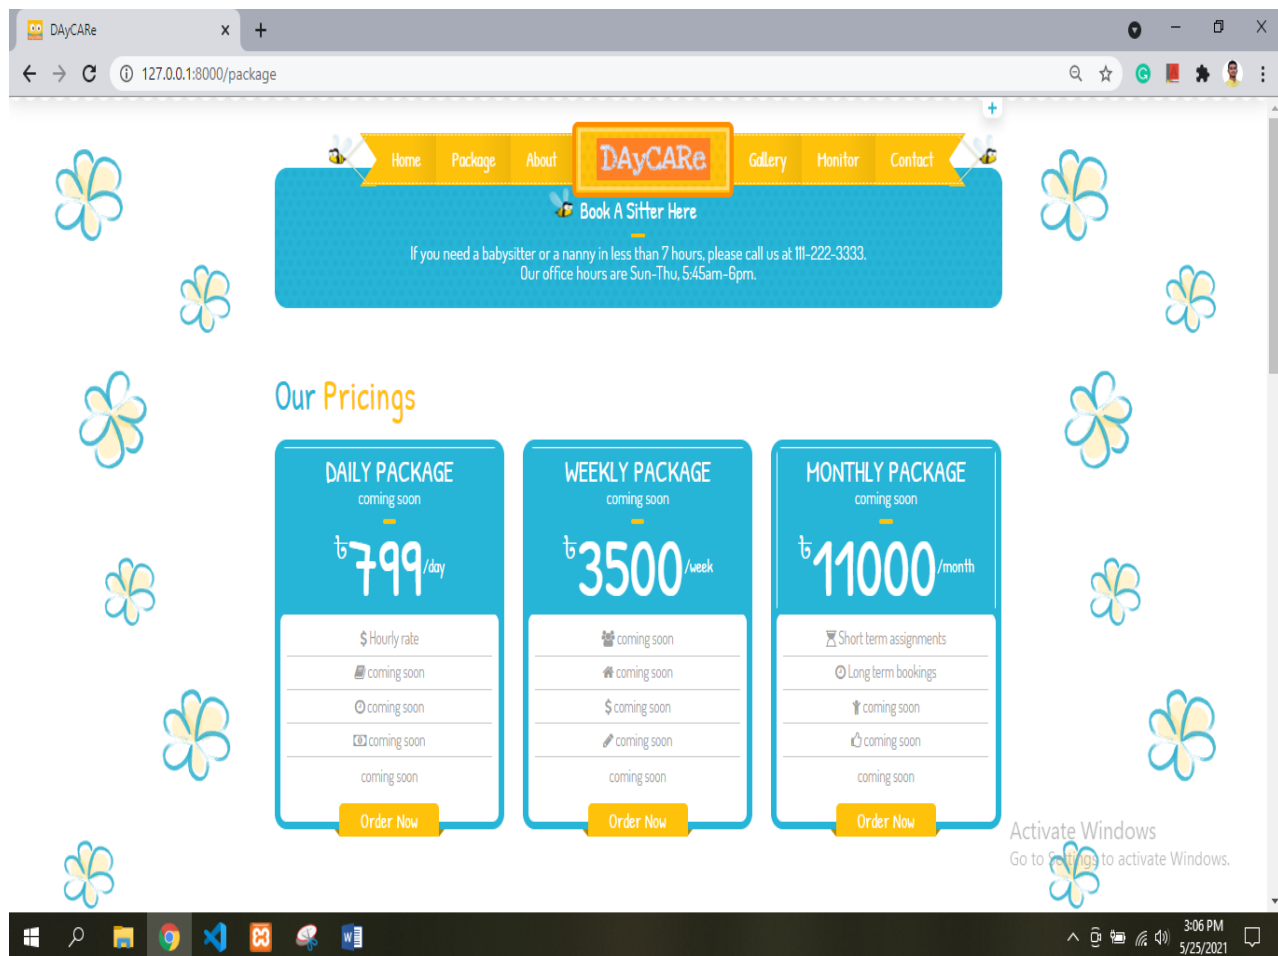 DAyCARe
127.0.0.1:8000/package
Home Package About DAyCARe Gallery Monitor Contact
Book A Sitter Here
If you need a babysitter or a nanny in less than 7 hours, please call us at 111-222-3333.
Our office hours are Sun-Thu, 5:45am-6pm.
Our Pricings
DAILY PACKAGE
coming soon
৳799/day
$ Hourly rate
coming soon
coming soon
coming soon
coming soon
Order Now
WEEKLY PACKAGE
coming soon
৳3500/week
coming soon
coming soon
$ coming soon
coming soon
coming soon
Order Now
MONTHLY PACKAGE
coming soon
৳11000/month
Short term assignments
Long term bookings
coming soon
coming soon
coming soon
Order Now
Activate Windows
Go to Settings to activate Windows.
3:06 PM
5/25/2021